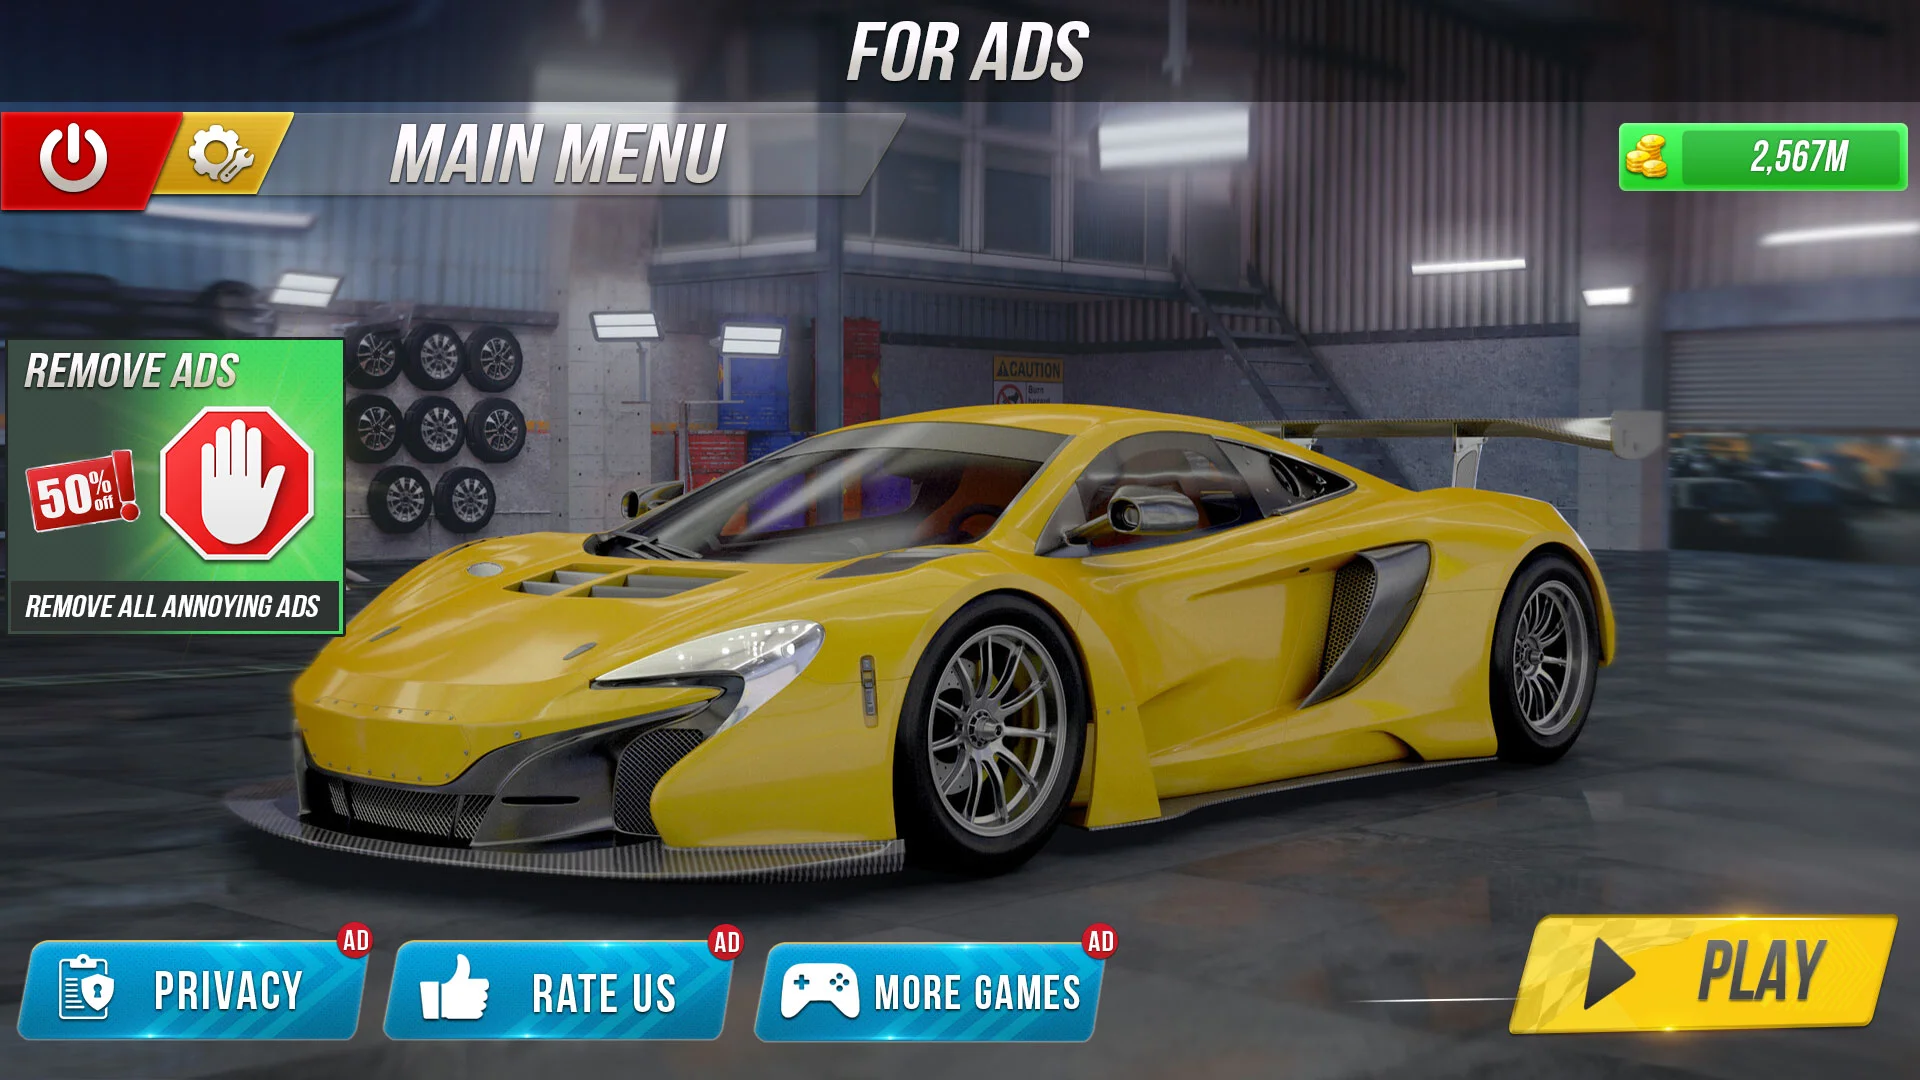 FOR ADS
MAIN MENU
2,567M
REMOVE ADS
50% off!
REMOVE ALL ANNOYING ADS
CAUTION
PRIVACY
AD
RATE US
AD
MORE GAMES
AD
PLAY